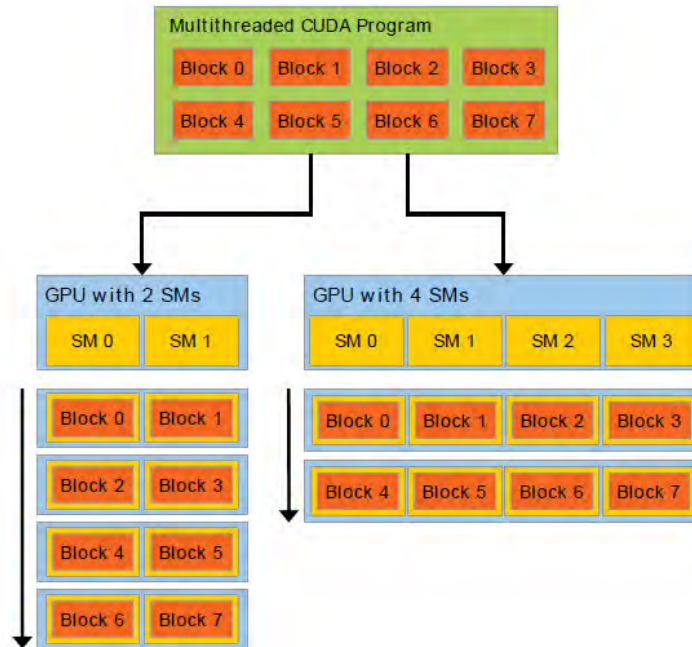 Multithreaded CUDA Program
Block 0 Block 1 Block 2 Block 3
Block 4 Block 5 Block 6 Block 7
GPU with 2 SMs
SM 0 SM 1
Block 0 Block 1
Block 2 Block 3
Block 4 Block 5
Block 6 Block 7
GPU with 4 SMs
SM 0 SM 1 SM 2 SM 3
Block 0 Block 1 Block 2 Block 3
Block 4 Block 5 Block 6 Block 7